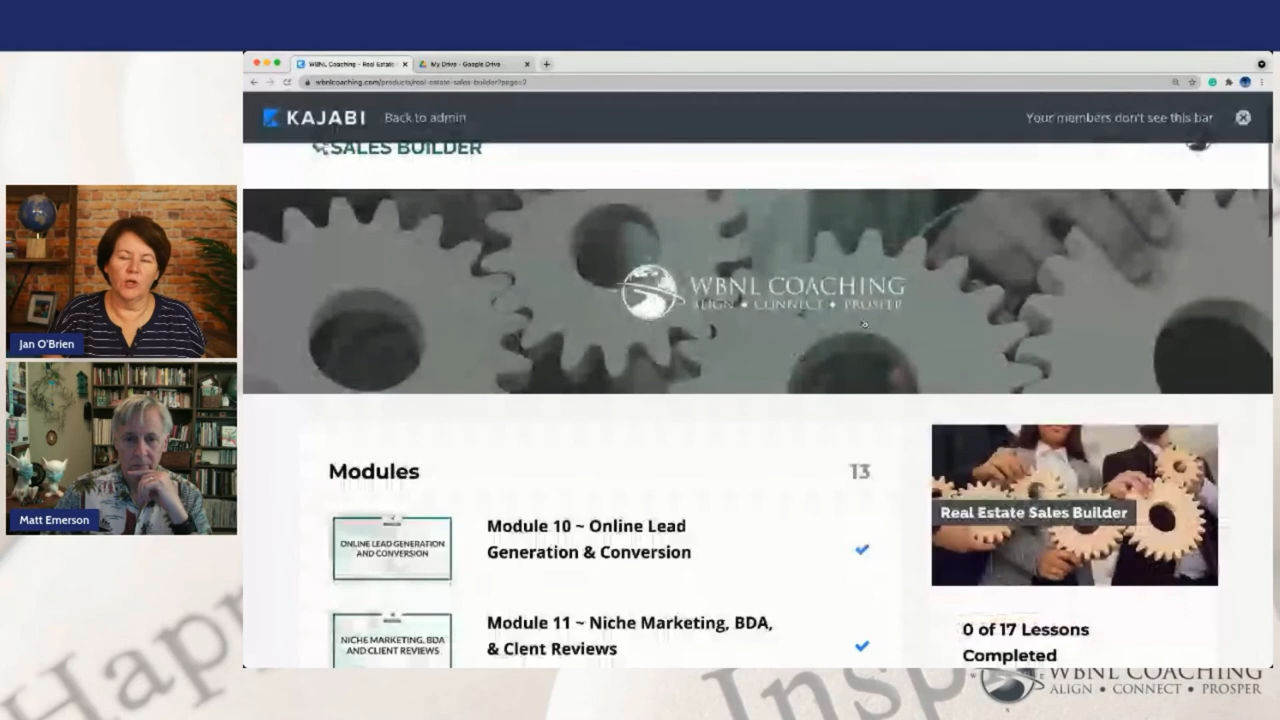 WBNL Coaching - Real Estate
My Drive - Google Drive
wbnlcoaching.com/products/real-estate-sales-builder?page=2
KAJABI
Back to admin
Your members don't see this bar
SALES BUILDER
WBNL COACHING
ALIGN • CONNECT • PROSPER
Jan O'Brien
Matt Emerson
Modules
13
ONLINE LEAD GENERATION
AND CONVERSION
Module 10 ~ Online Lead
Generation & Conversion
NICHE MARKETING, BDA
AND CLIENT REVIEWS
Module 11 ~ Niche Marketing, BDA,
& Clent Reviews
Real Estate Sales Builder
0 of 17 Lessons
Completed
WBNL COACHING
ALIGN • CONNECT • PROSPER